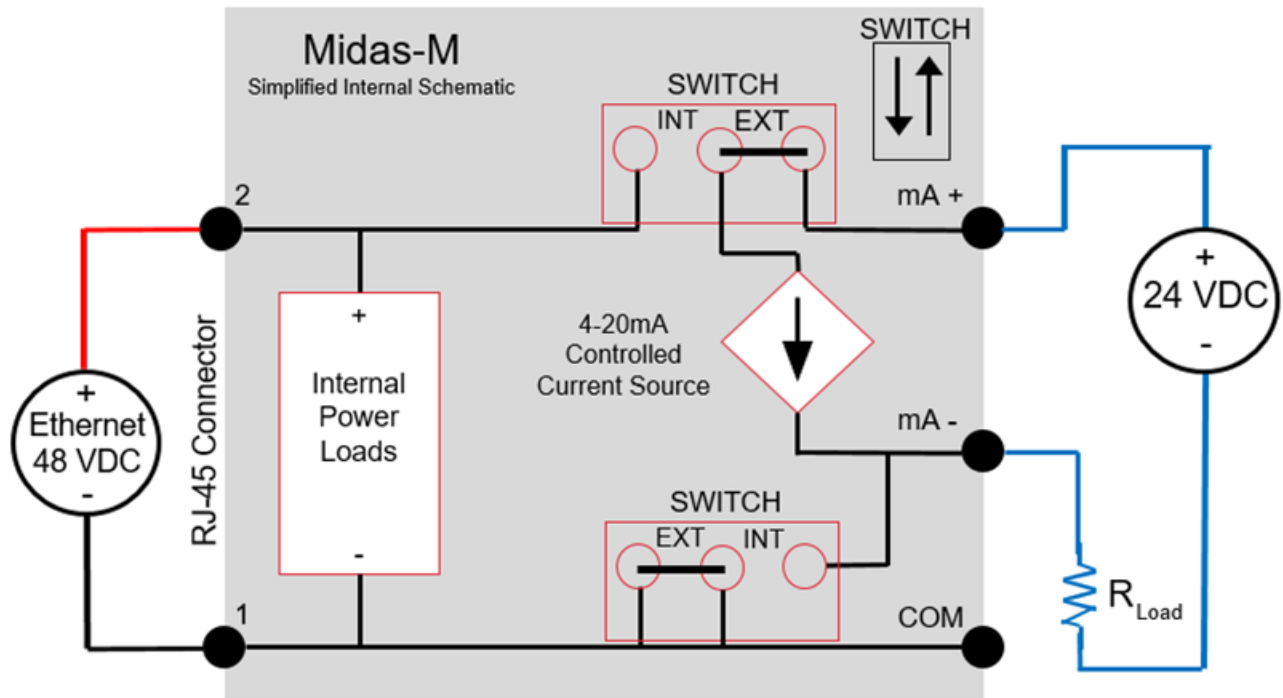 Midas-M
Simplified Internal Schematic
SWITCH
SWITCH
INT
EXT
2
mA +
+
24 VDC
-
RJ-45 Connector
+
Internal
Power
Loads
-
4-20mA
Controlled
Current Source
+
Ethernet
48 VDC
-
mA -
SWITCH
EXT
INT
1
COM
R Load